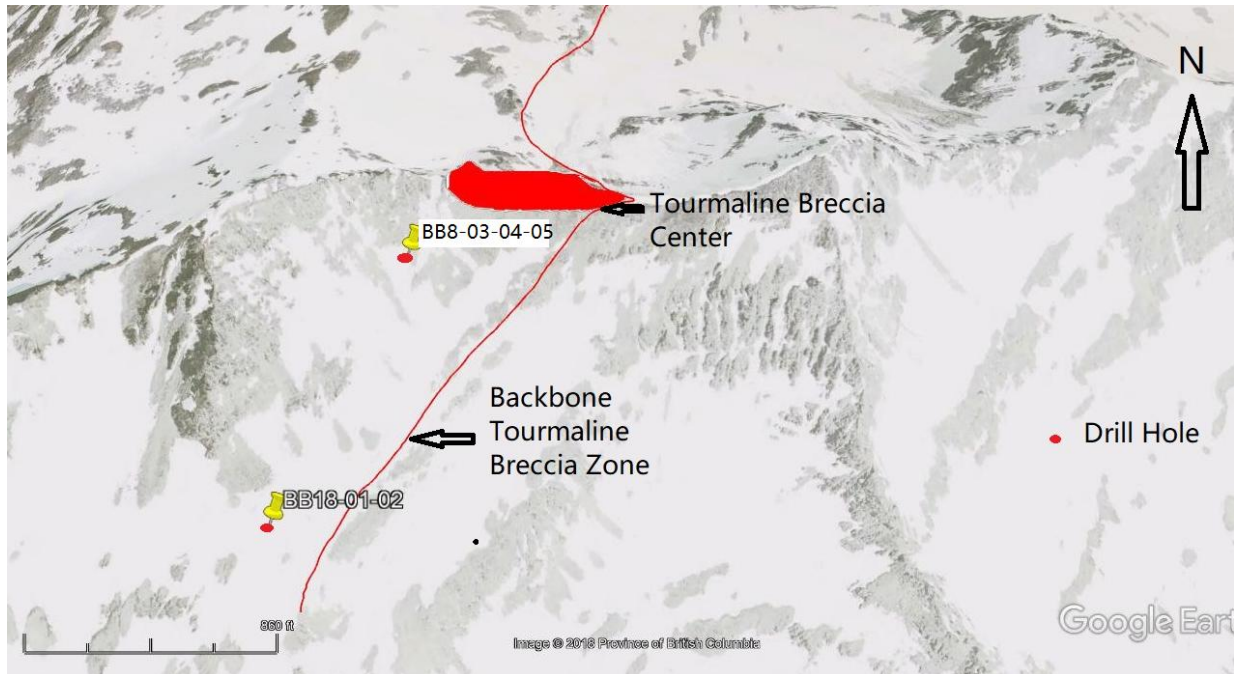 N
Tourmaline Breccia
Center
BB8-03-04-05
Backbone
Tourmaline
Breccia Zone
Drill Hole
BB18-01-02
860 ft
Image © 2018 Province of British Columbia
Google Eart